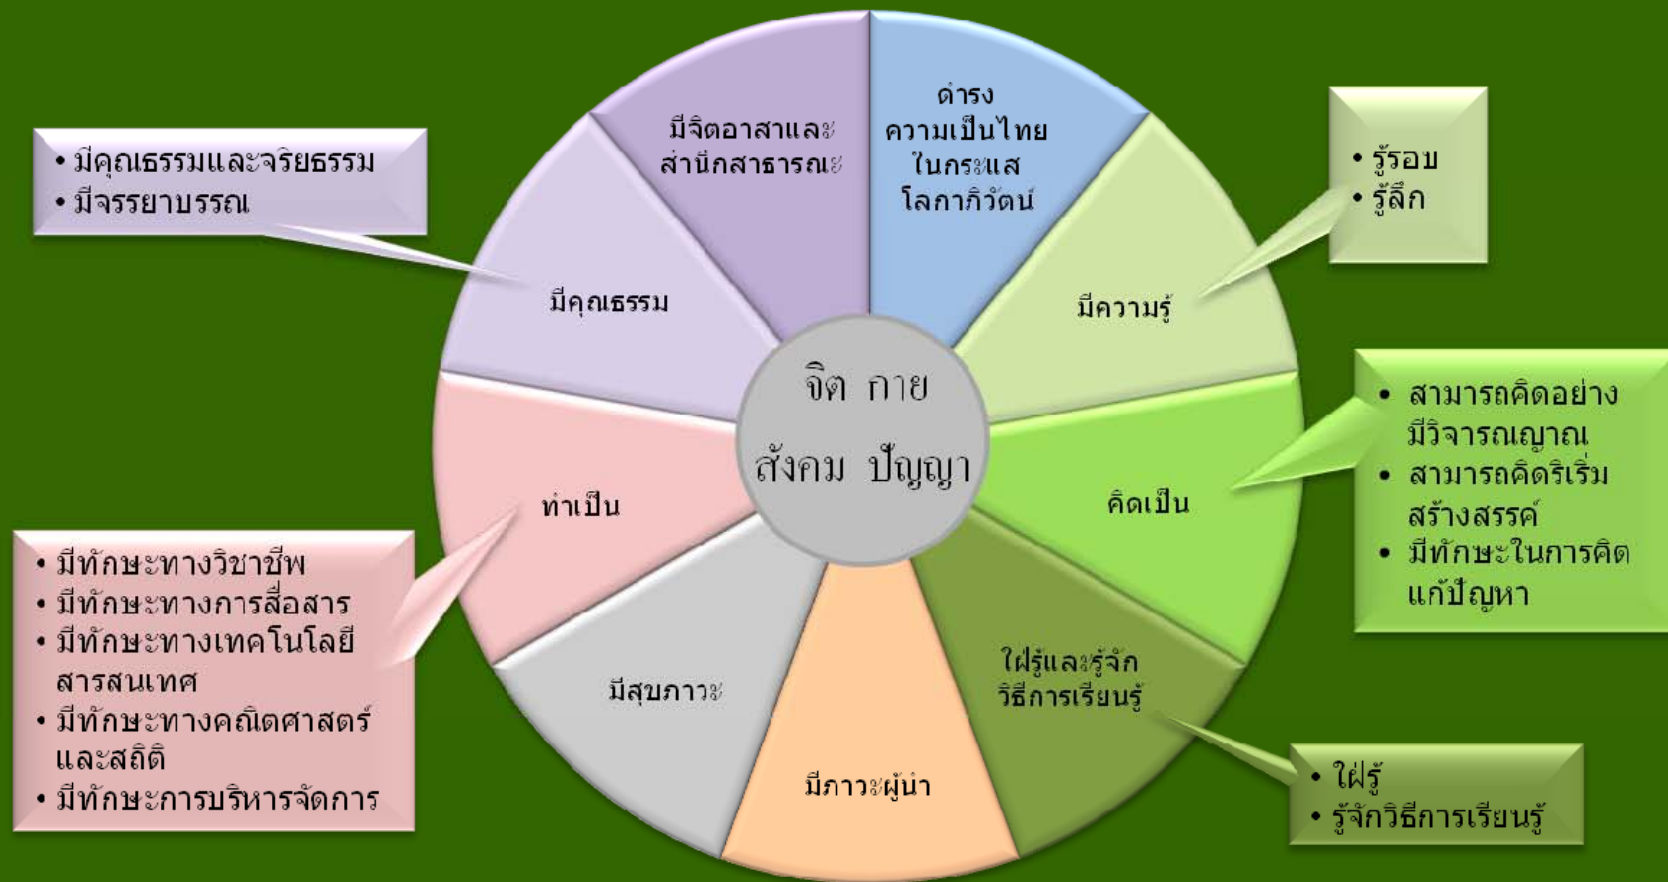 มีจิตอาสาและ
สำนึกสาธารณะ
ดำรง
ความเป็นไทย
ในกระแส
โลกาภิวัตน์
• มีคุณธรรมและจริยธรรม
• มีจรรยาบรรณ
• รู้รอบ
• รู้ลึก
มีคุณธรรม
มีความรู้
จิต กาย
สังคม ปัญญา
• สามารถคิดอย่าง
มีวิจารณญาณ
• สามารถคิดริเริ่ม
สร้างสรรค์
• มีทักษะในการคิด
แก้ปัญหา
ทำเป็น
คิดเป็น
• มีทักษะทางวิชาชีพ
• มีทักษะทางการสื่อสาร
• มีทักษะทางเทคโนโลยี
สารสนเทศ
• มีทักษะทางคณิตศาสตร์
และสถิติ
• มีทักษะการบริหารจัดการ
มีสุขภาวะ
ใฝ่รู้และรู้จัก
วิธีการเรียนรู้
มีภาวะผู้นำ
• ใฝ่รู้
• รู้จักวิธีการเรียนรู้